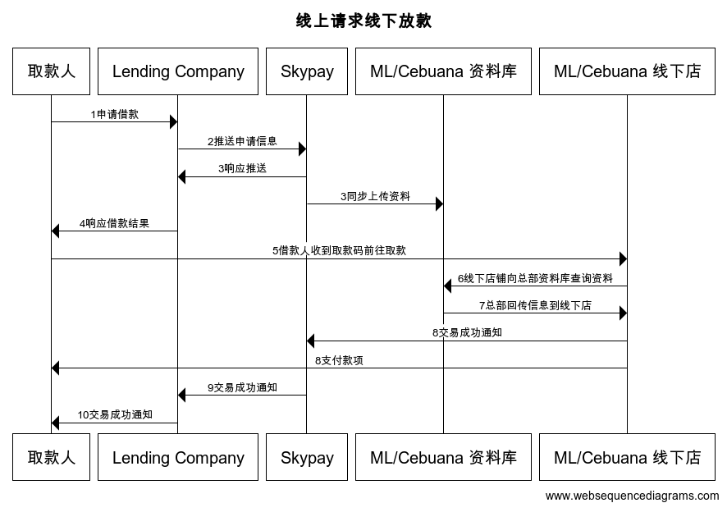 线上请求线下放款
取款人 Lending Company Skypay ML/Cebuana 资料库 ML/Cebuana 线下店
1申请借款
2推送申请信息
3响应推送
3同步上传资料
4响应借款结果
5借款人收到取款码前往取款
6线下店铺向总部资料库查询资料
7总部回传信息到线下店
8交易成功通知
8支付款项
9交易成功通知
10交易成功通知
取款人 Lending Company Skypay ML/Cebuana 资料库 ML/Cebuana 线下店
www.websequencediagrams.com